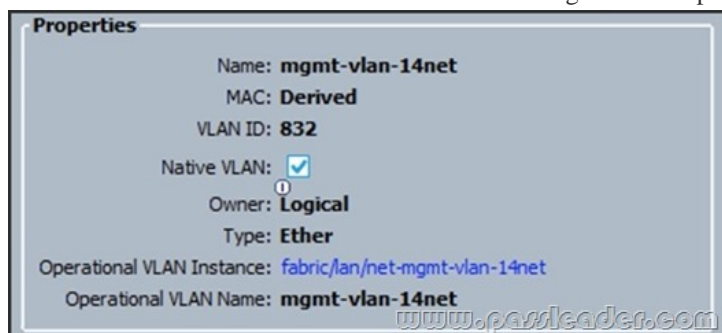 Properties
Name: mgmt-vlan-14net
MAC: Derived
VLAN ID: 832
Native VLAN:
Owner: Logical
Type: Ether
Operational VLAN Instance: fabric/lan/net-mgmt-vlan-14net
Operational VLAN Name: mgmt-vlan-14net
www.passleader.com